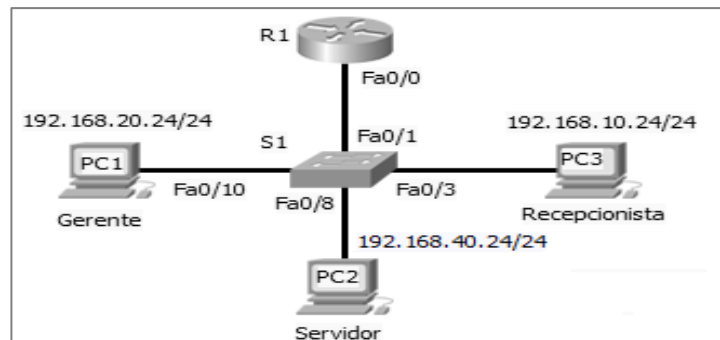 R1
Fa0/0
192.168.20.24/24
S1
Fa0/1
192.168.10.24/24
PC1
PC3
Fa0/10
Fa0/8
Fa0/3
Gerente
Recepcionista
192.168.40.24/24
PC2
Servidor